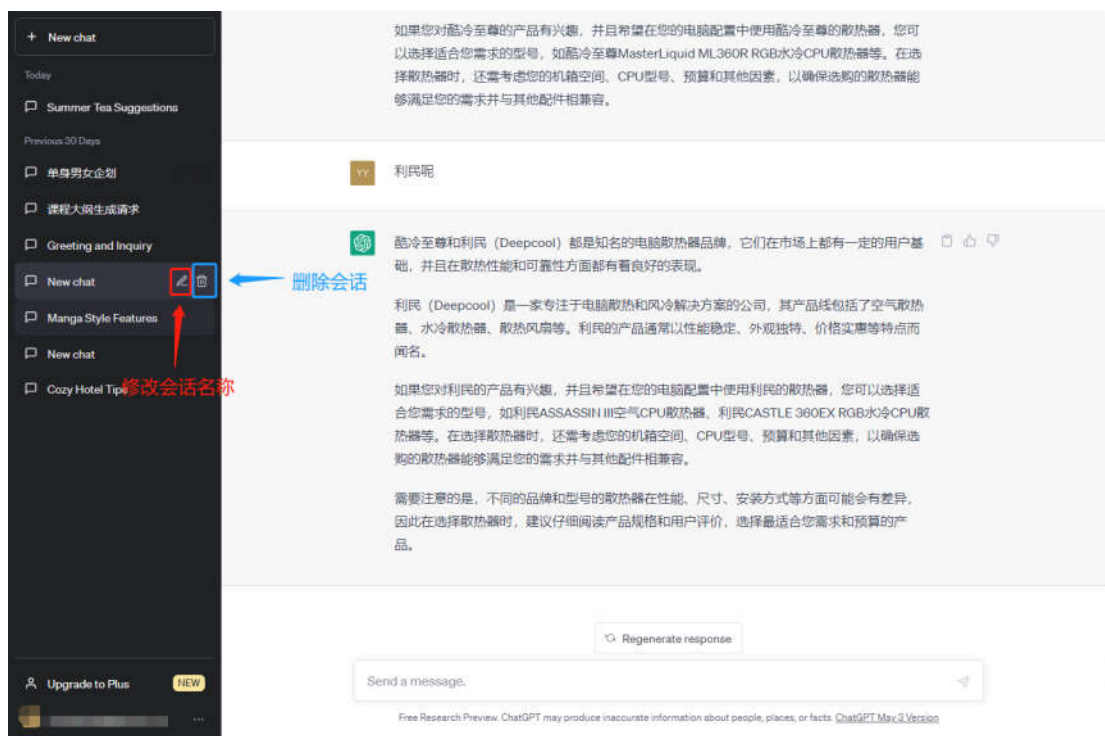 New chat
Today
Summer Tea Suggestions
Previous 30 Days
单身男女企划
课程大纲生成请求
Greeting and Inquiry
New chat
删除会话
Manga Style Features
New chat
Cozy Hotel Tips
修改会话名称
Upgrade to Plus
NEW
如果您对酷冷至尊的产品有兴趣，并且希望在您的电脑配置中使用酷冷至尊的散热器，您可
以选择适合您需求的型号，如酷冷至尊MasterLiquid ML360R RGB水冷CPU散热器等。在选
择散热器时，还需考虑您的机箱空间、CPU型号、预算和其他因素，以确保选购的散热器能
够满足您的需求并与其他配件相兼容。
YY
利民呢
酷冷至尊和利民（Deepcool）都是知名的电脑散热器品牌，它们在市场上都有一定的用户基
础，并且在散热性能和可靠性方面都有着良好的表现。
利民（Deepcool）是一家专注于电脑散热和风冷解决方案的公司，其产品线包括了空气散热
器、水冷散热器、散热风扇等。利民的产品通常以性能稳定、外观独特、价格实惠等特点而
闻名。
如果您对利民的产品有兴趣，并且希望在您的电脑配置中使用利民的散热器，您可以选择适
合您需求的型号，如利民ASSASSIN III空气CPU散热器、利民CASTLE 360EX RGB水冷CPU散
热器等。在选择散热器时，还需考虑您的机箱空间、CPU型号、预算和其他因素，以确保选
购的散热器能够满足您的需求并与其他配件相兼容。
需要注意的是，不同的品牌和型号的散热器在性能、尺寸、安装方式等方面可能会有差异，
因此在选择散热器时，建议仔细阅读产品规格和用户评价，选择最适合您需求和预算的产
品。
Regenerate response
Send a message.
Free Research Preview. ChatGPT may produce inaccurate information about people, places, or facts. ChatGPT May 3 Version